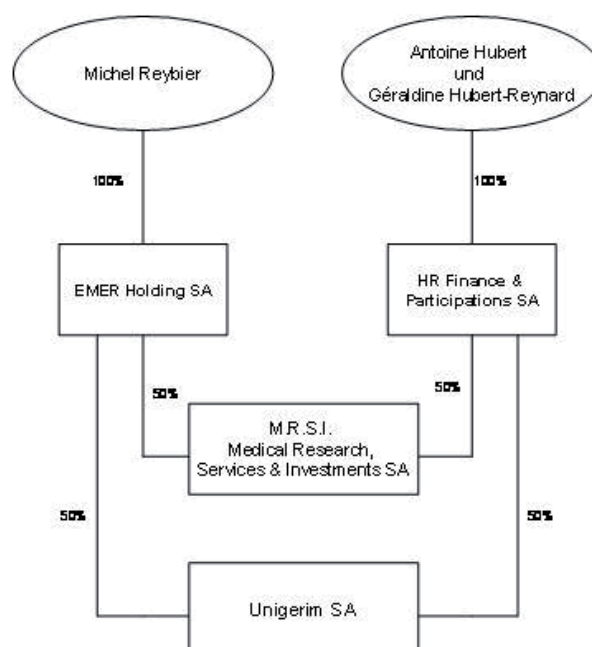 Michel Reybier
Antoine Hubert
und
Géraldine Hubert-Reynard
100%
100%
EMER Holding SA
HR Finance &
Participations SA
50%
50%
M.R.S.I.
Medical Research,
Services & Investments SA
50%
50%
Unigerim SA